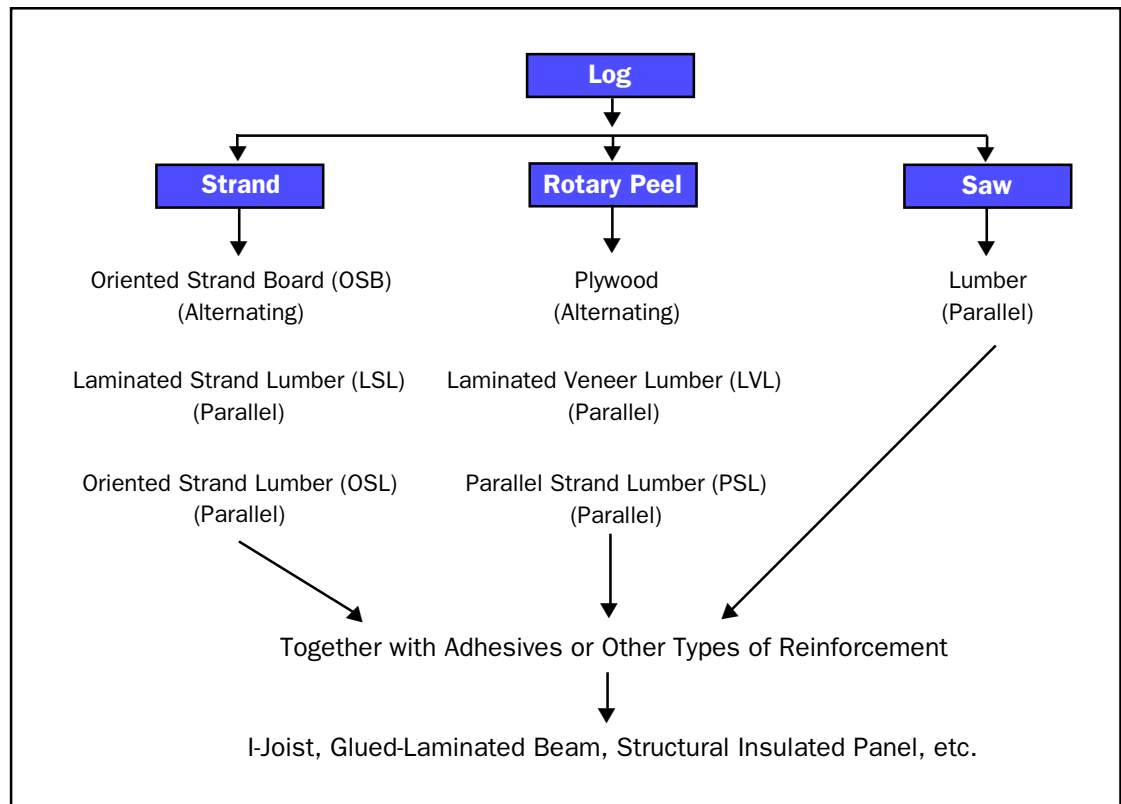 Log
Strand
Rotary Peel
Saw
Oriented Strand Board (OSB)
(Alternating)
Plywood
(Alternating)
Lumber
(Parallel)
Laminated Strand Lumber (LSL)
(Parallel)
Laminated Veneer Lumber (LVL)
(Parallel)
Oriented Strand Lumber (OSL)
(Parallel)
Parallel Strand Lumber (PSL)
(Parallel)
Together with Adhesives or Other Types of Reinforcement
I-Joist, Glued-Laminated Beam, Structural Insulated Panel, etc.